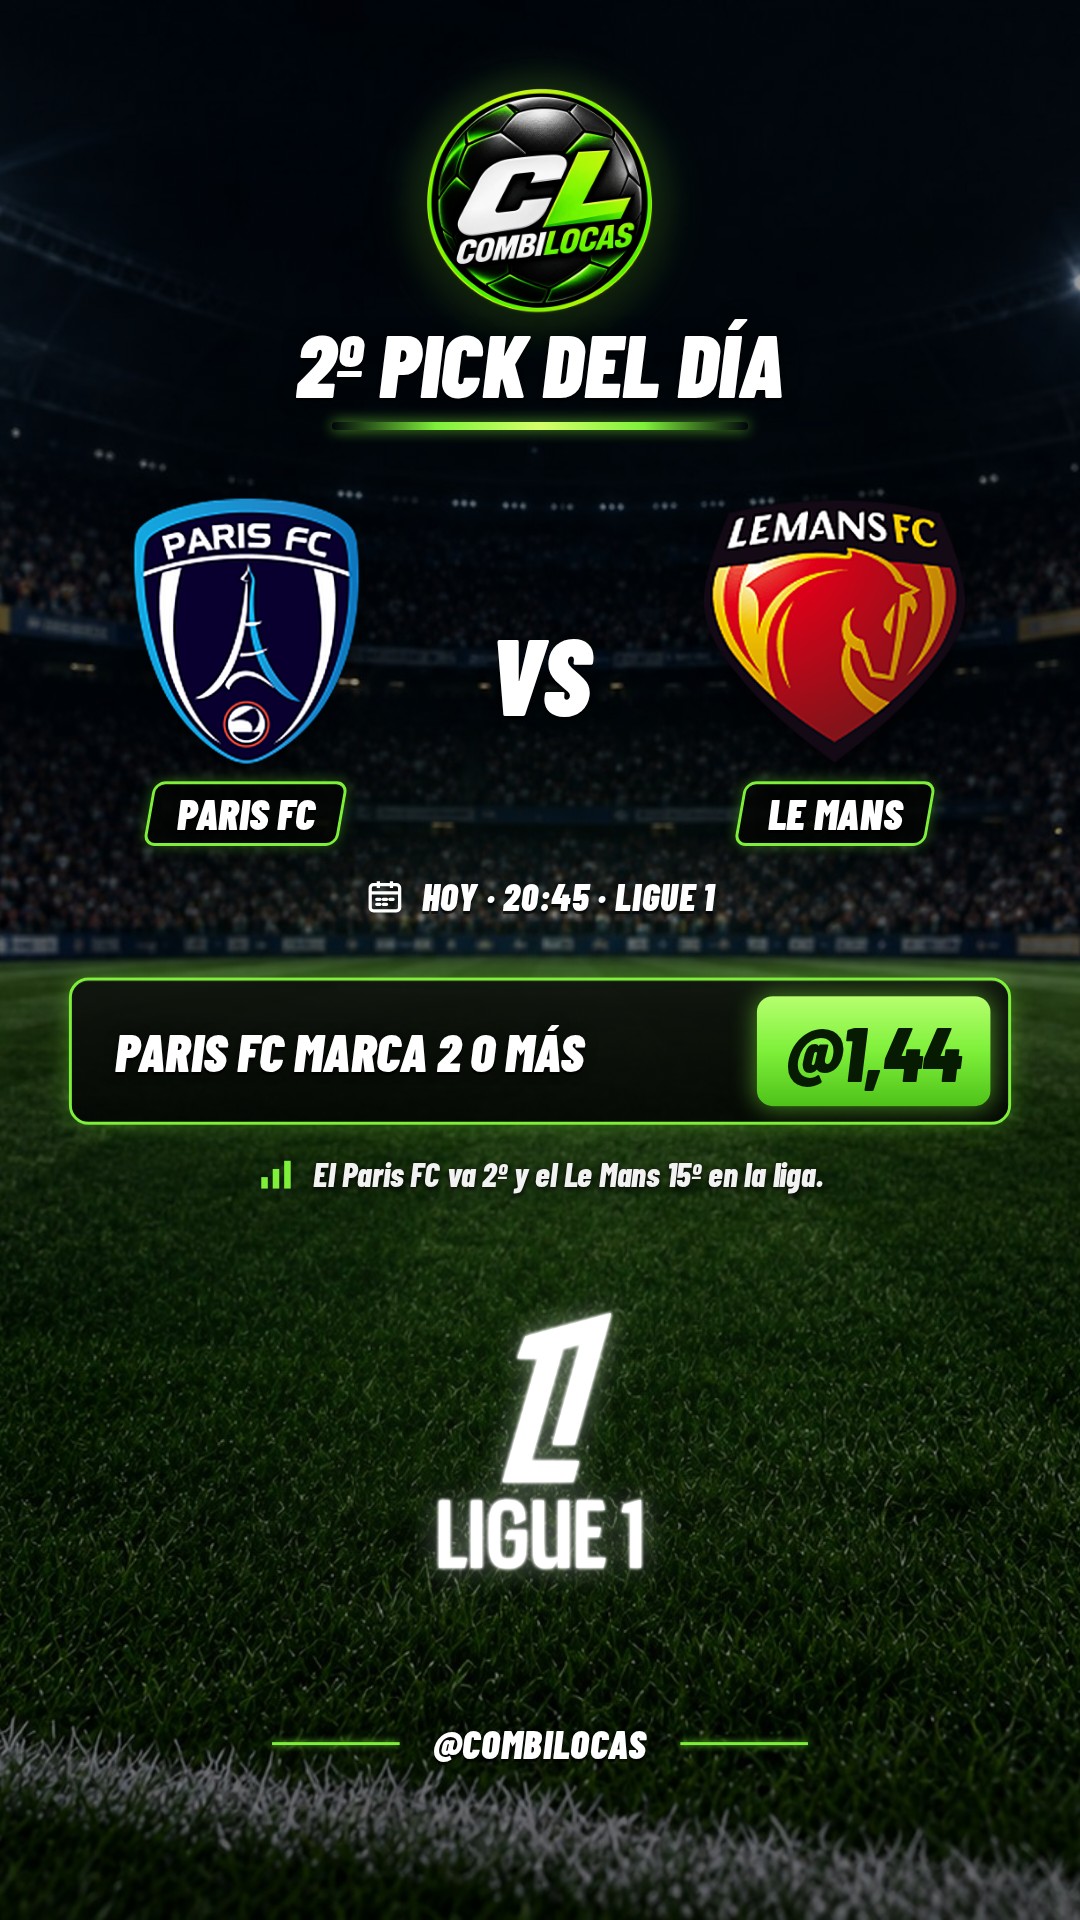 CL
COMBILOCAS
2º PICK DEL DÍA
PARIS FC
LE MANS FC
VS
PARIS FC
LE MANS
HOY · 20:45 · LIGUE 1
PARIS FC MARCA 2 O MÁS
@1,44
El Paris FC va 2º y el Le Mans 15º en la liga.
LIGUE 1
@COMBILOCAS